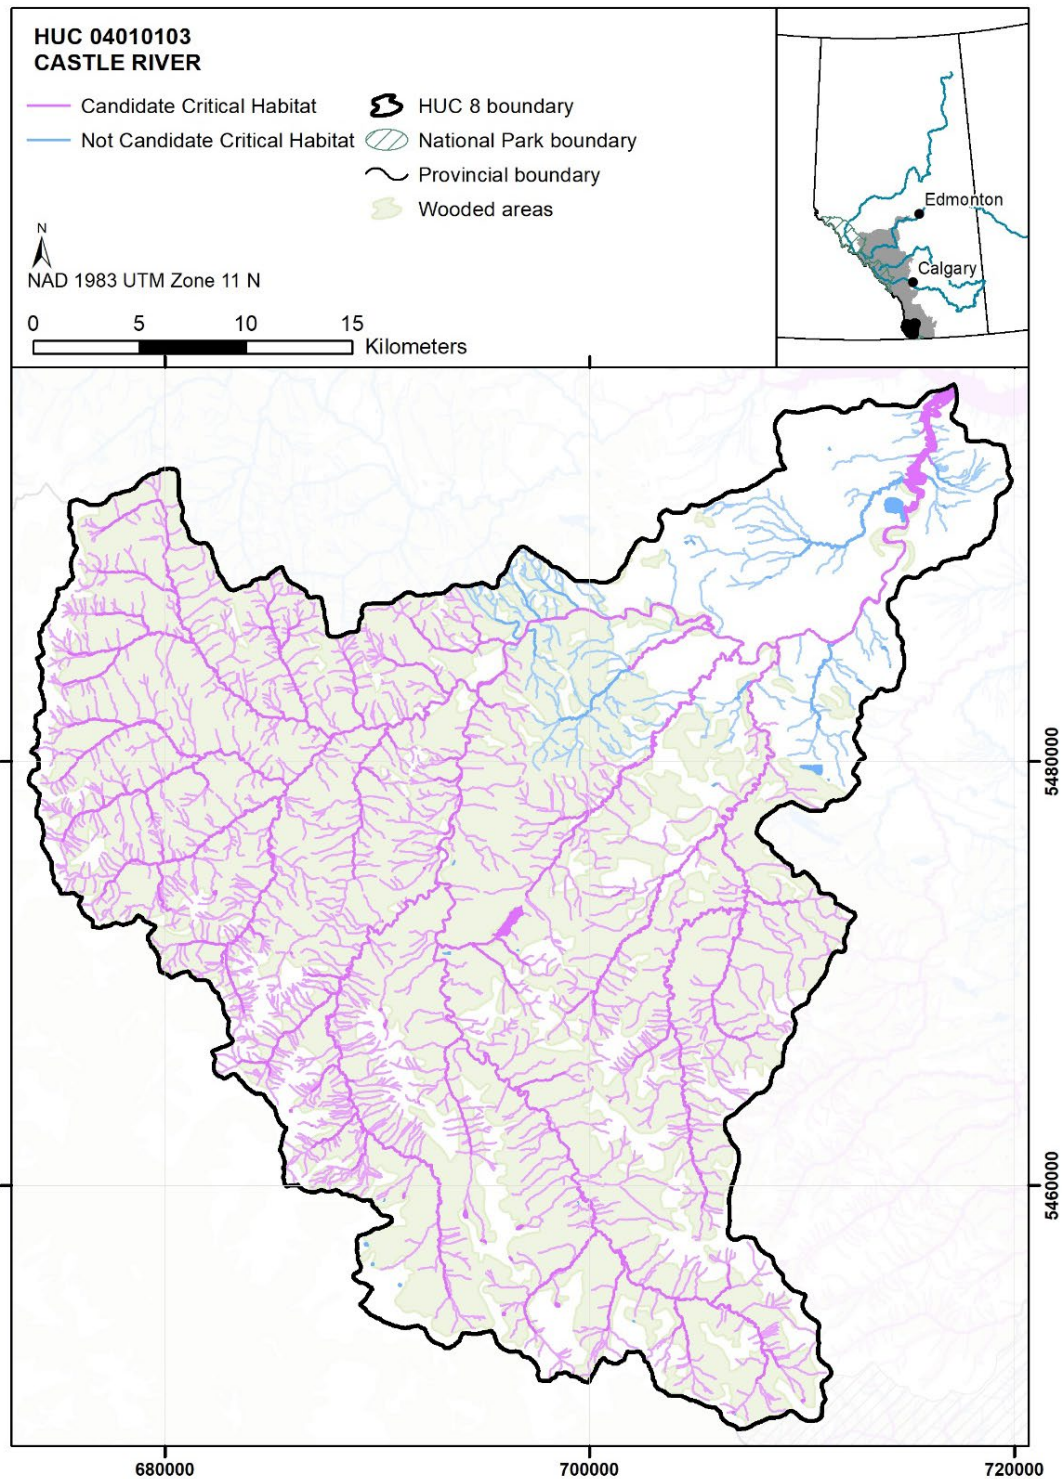 HUC 04010103
CASTLE RIVER
Candidate Critical Habitat
Not Candidate Critical Habitat
HUC 8 boundary
National Park boundary
Provincial boundary
Wooded areas
N
NAD 1983 UTM Zone 11 N
0 5 10 15
Kilometers
Edmonton
Calgary
5480000
5460000
680000 700000 720000